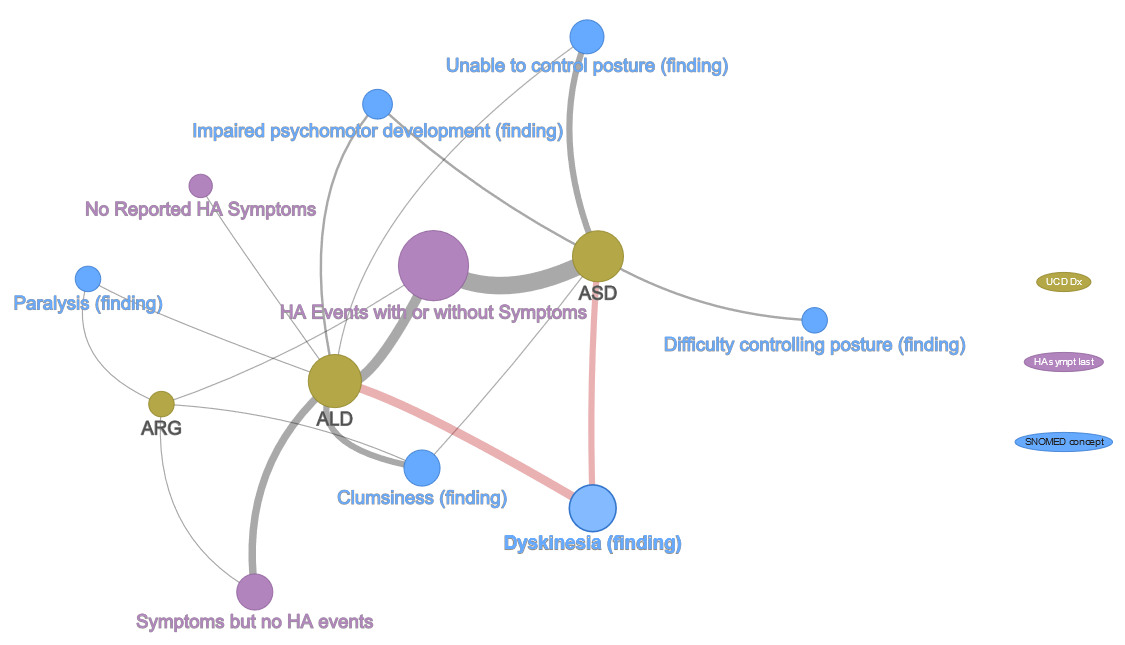 Unable to control posture (finding)
Impaired psychomotor development (finding)
No Reported HA Symptoms
ASD
UCD Dx
Paralysis (finding)
HA Events with or without Symptoms
Difficulty controlling posture (finding)
HA sympt last
ARG
ALD
SNOMED concept
Clumsiness (finding)
Dyskinesia (finding)
Symptoms but no HA events